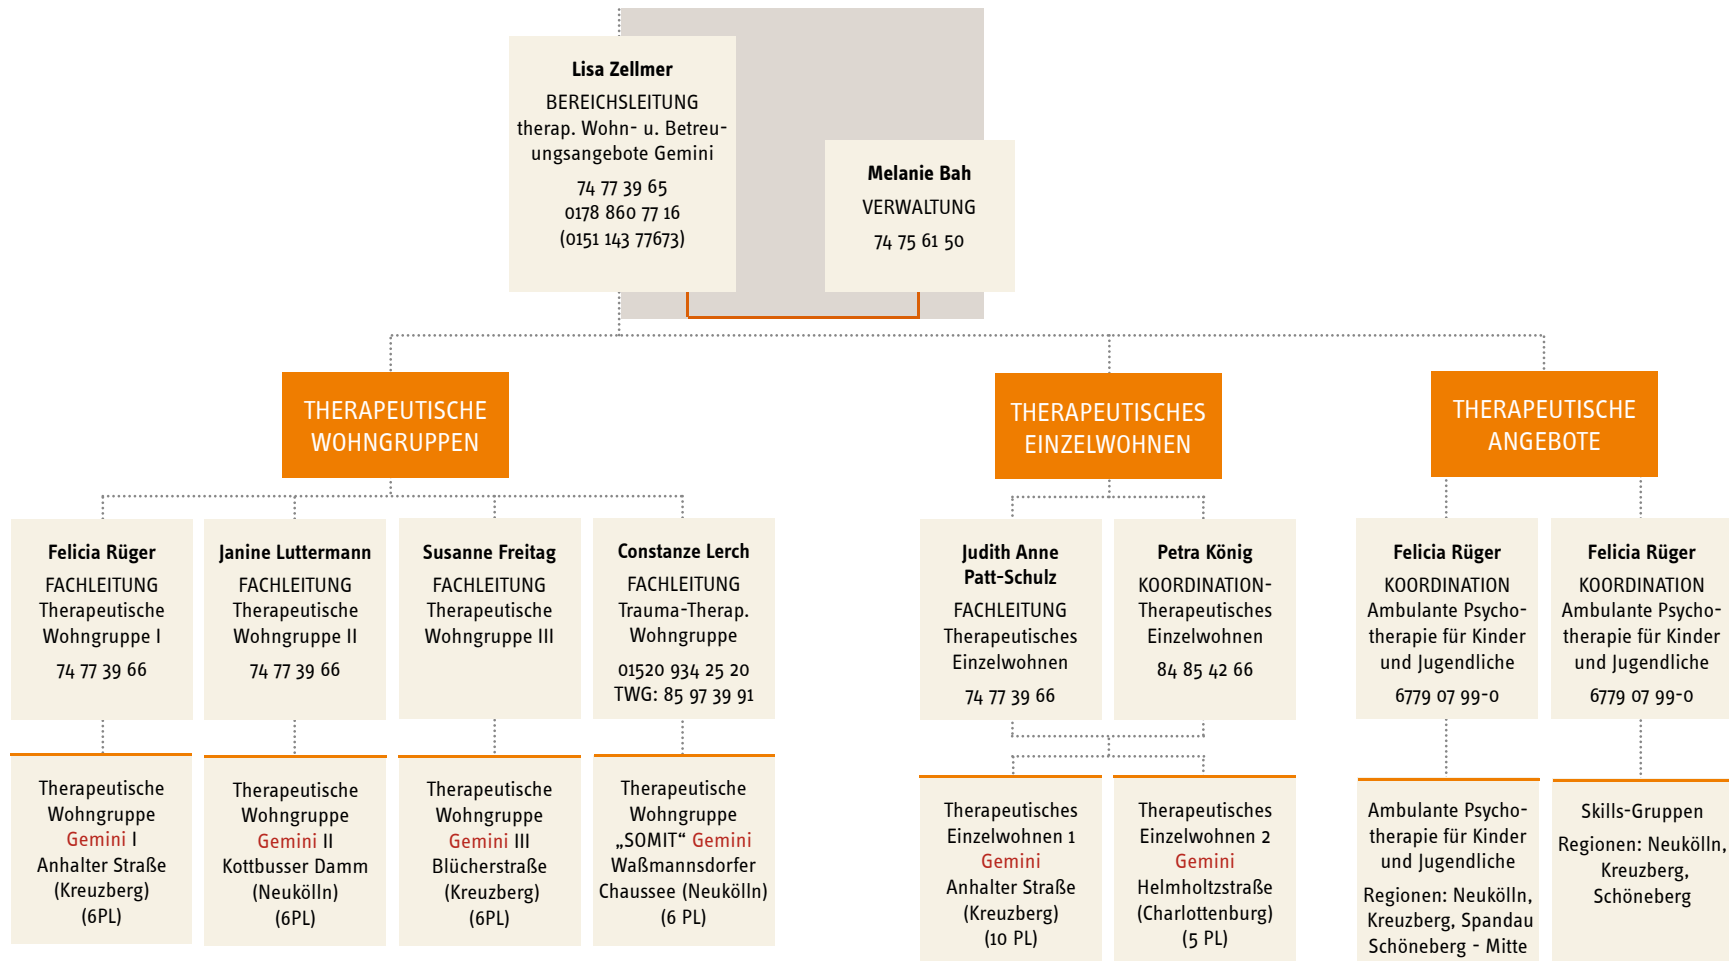 Lisa Zellmer
BEREICHSLEITUNG
therap. Wohn- u. Betreu-
ungsangebote Gemini
74 77 39 65
0178 860 77 16
(0151 143 77673)
Melanie Bah
VERWALTUNG
74 75 61 50
THERAPEUTISCHE
WOHNGRUPPEN
THERAPEUTISCHES
EINZELWOHNEN
THERAPEUTISCHE
ANGEBOTE
Felicia Rüger
FACHLEITUNG
Therapeutische
Wohngruppe I
74 77 39 66
Janine Luttermann
FACHLEITUNG
Therapeutische
Wohngruppe II
74 77 39 66
Susanne Freitag
FACHLEITUNG
Therapeutische
Wohngruppe III
Constanze Lerch
FACHLEITUNG
Trauma-Therap.
Wohngruppe
01520 934 25 20
TWG: 85 97 39 91
Judith Anne
Patt-Schulz
FACHLEITUNG
Therapeutisches
Einzelwohnen
74 77 39 66
Petra König
KOORDINATION-
Therapeutisches
Einzelwohnen
84 85 42 66
Felicia Rüger
KOORDINATION
Ambulante Psycho-
therapie für Kinder
und Jugendliche
6779 07 99-0
Felicia Rüger
KOORDINATION
Ambulante Psycho-
therapie für Kinder
und Jugendliche
6779 07 99-0
Therapeutische
Wohngruppe
Gemini I
Anhalter Straße
(Kreuzberg)
(6PL)
Therapeutische
Wohngruppe
Gemini II
Kottbusser Damm
(Neukölln)
(6PL)
Therapeutische
Wohngruppe
Gemini III
Blücherstraße
(Kreuzberg)
(6PL)
Therapeutische
Wohngruppe
„SOMIT“ Gemini
Waßmannsdorfer
Chaussee (Neukölln)
(6 PL)
Therapeutisches
Einzelwohnen 1
Gemini
Anhalter Straße
(Kreuzberg)
(10 PL)
Therapeutisches
Einzelwohnen 2
Gemini
Helmholtzstraße
(Charlottenburg)
(5 PL)
Ambulante Psycho-
therapie für Kinder
und Jugendliche
Regionen: Neukölln,
Kreuzberg, Spandau
Schöneberg - Mitte
Skills-Gruppen
Regionen: Neukölln,
Kreuzberg,
Schöneberg